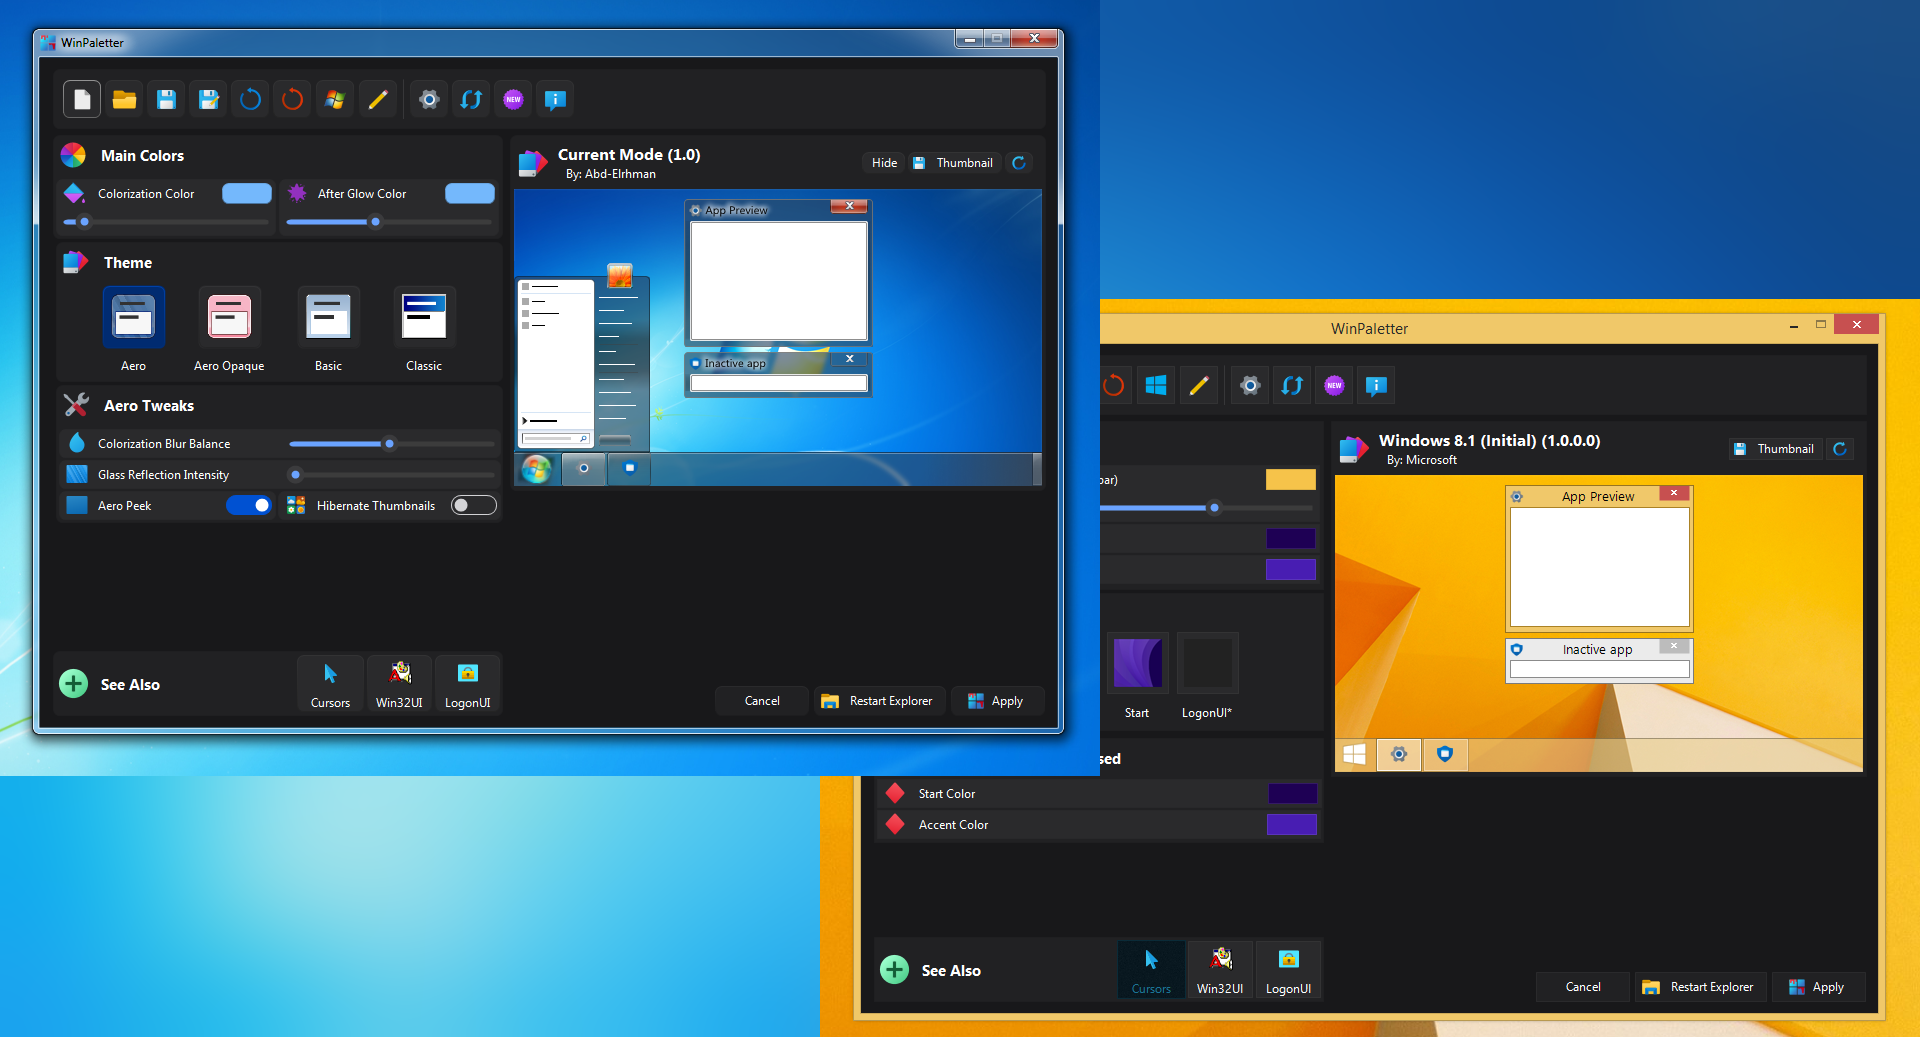 WinPaletter
NEW
Main Colors
Colorization Color
After Glow Color
Theme
Aero
Aero Opaque
Basic
Classic
Aero Tweaks
Colorization Blur Balance
Glass Reflection Intensity
Aero Peek
Hibernate Thumbnails
See Also
Cursors
Win32UI
LogonUI
Current Mode (1.0)
By: Abd-Elrhman
Hide
Thumbnail
App Preview
Inactive app
Cancel
Restart Explorer
Apply
WinPaletter
NEW
bar)
Start
LogonUI*
sed
Start Color
Accent Color
See Also
Cursors
Win32UI
LogonUI
Windows 8.1 (Initial) (1.0.0.0)
By: Microsoft
Thumbnail
App Preview
Inactive app
Cancel
Restart Explorer
Apply